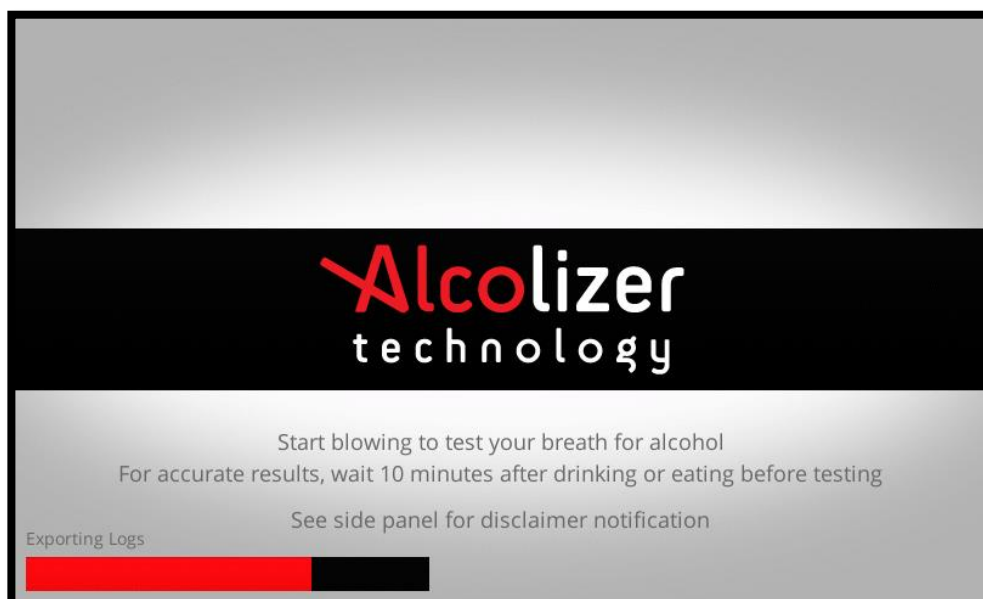 Alcolizer
technology
Start blowing to test your breath for alcohol
For accurate results, wait 10 minutes after drinking or eating before testing
See side panel for disclaimer notification
Exporting Logs